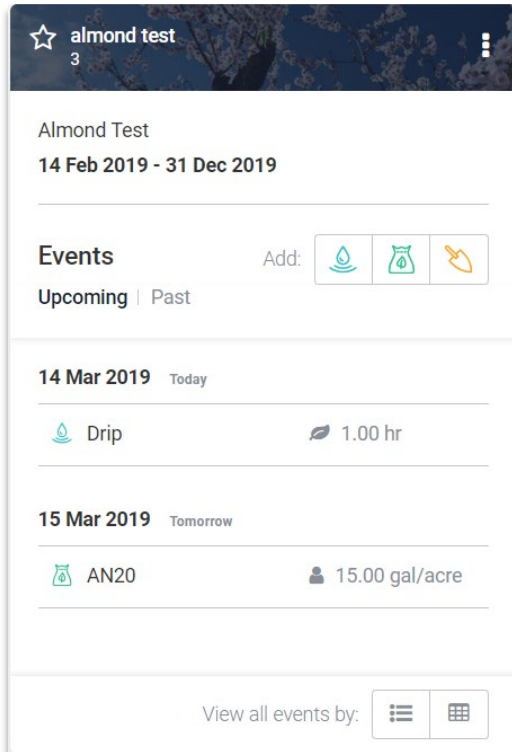 almond test
3
Almond Test
14 Feb 2019 - 31 Dec 2019
Events
Add:
Upcoming | Past
14 Mar 2019 Today
Drip 1.00 hr
15 Mar 2019 Tomorrow
AN20 15.00 gal/acre
View all events by: